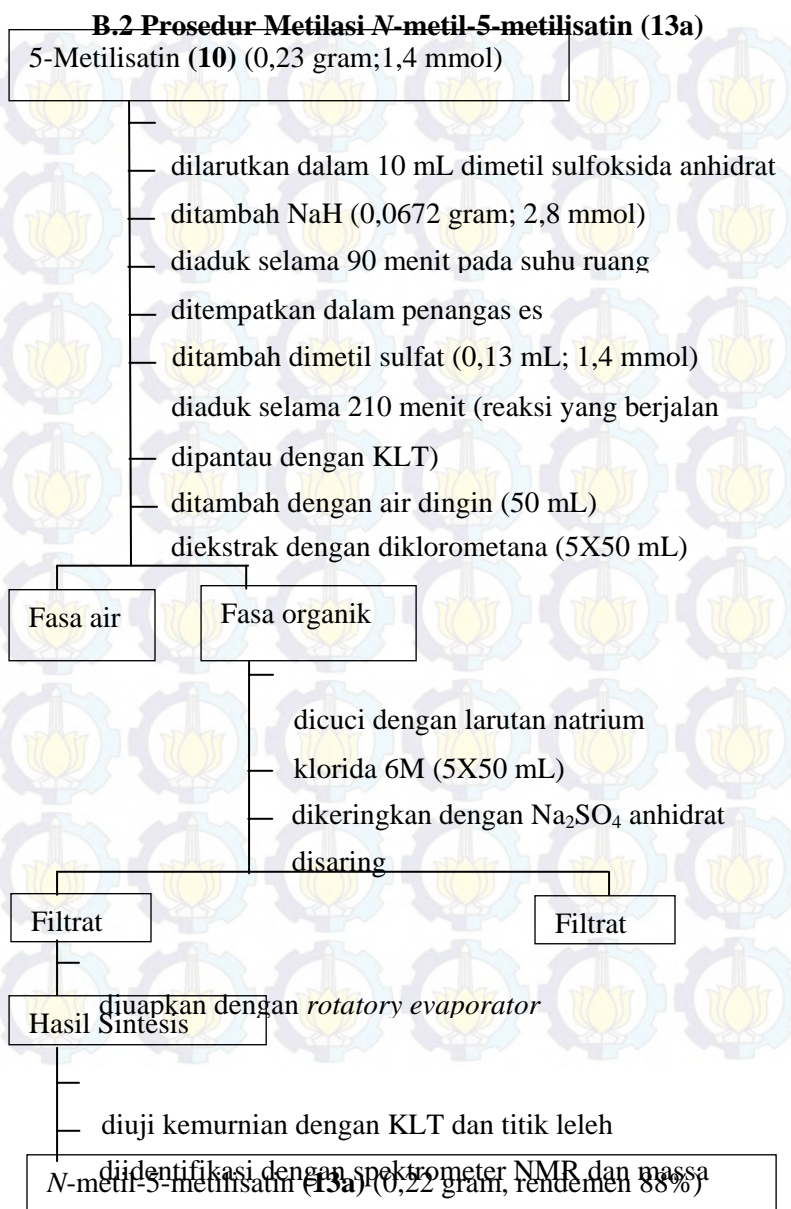 B.2 Prosedur Metilasi N-metil-5-metilisatin (13a)
5-Metilisatin (10) (0,23 gram;1,4 mmol)
dilarutkan dalam 10 mL dimetil sulfoksida anhidrat
ditambah NaH (0,0672 gram; 2,8 mmol)
diaduk selama 90 menit pada suhu ruang
ditempatkan dalam penangas es
ditambah dimetil sulfat (0,13 mL; 1,4 mmol)
diaduk selama 210 menit (reaksi yang berjalan
dipantau dengan KLT)
ditambah dengan air dingin (50 mL)
diekstrak dengan diklorometana (5X50 mL)
Fasa air
Fasa organik
dicuci dengan larutan natrium
klorida 6M (5X50 mL)
dikeringkan dengan Na₂SO₄ anhidrat
disaring
Filtrat
Filtrat
diuapkan dengan rotatory evaporator
Hasil Sintesis
diuji kemurnian dengan KLT dan titik leleh
diidentifikasi dengan spektrometer NMR dan massa
N-metil-5-metilisatin (13a) (0,22 gram, rendemen 88%)